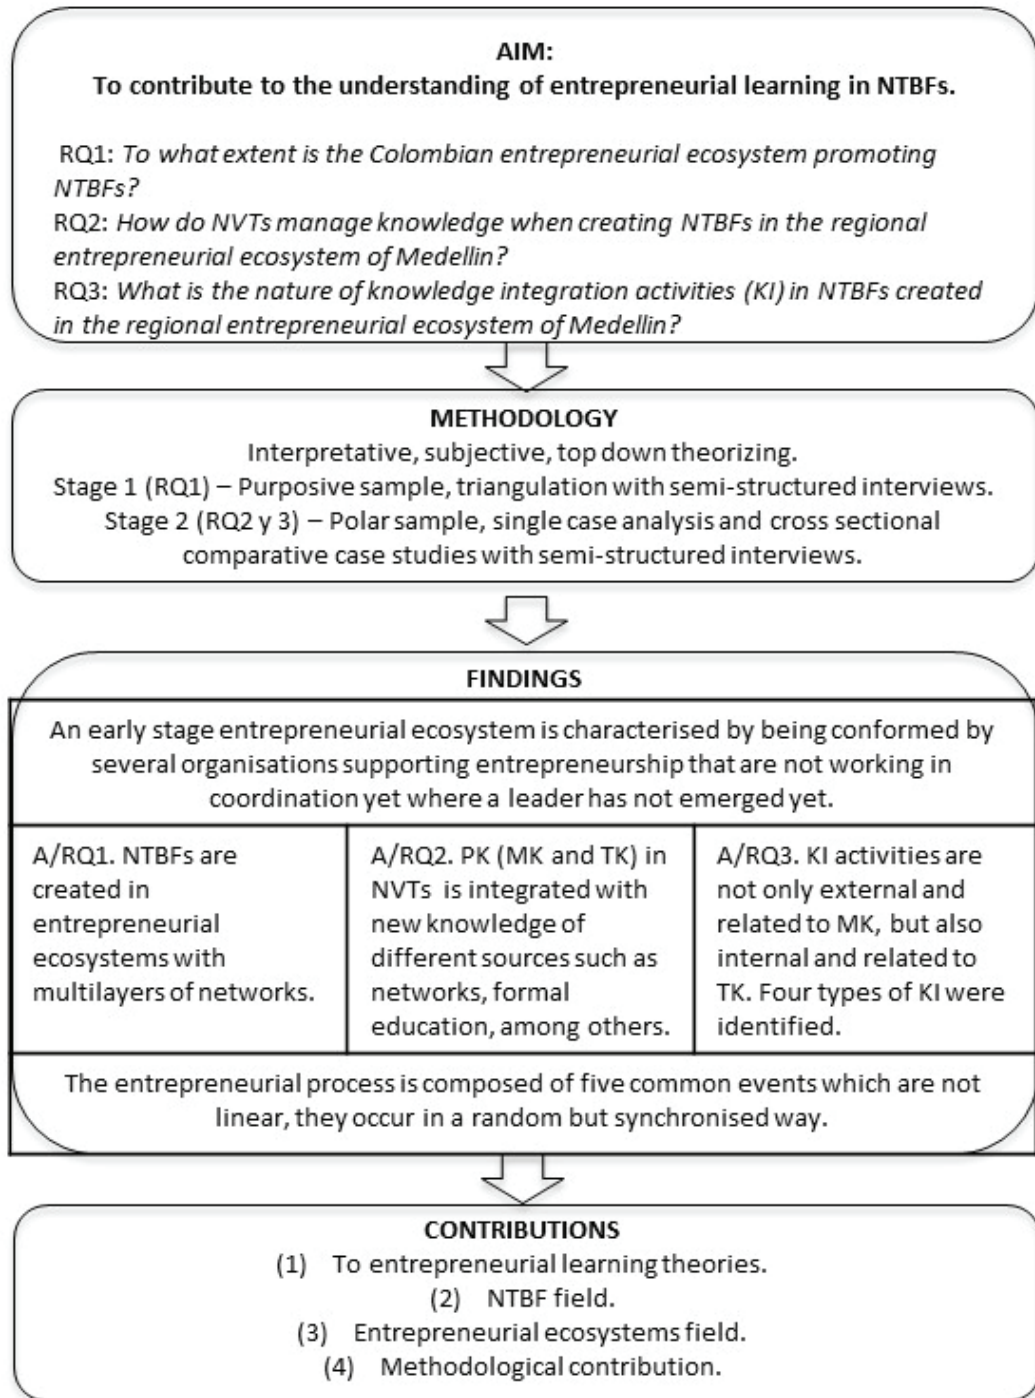 AIM:
To contribute to the understanding of entrepreneurial learning in NTBFs.
RQ1: To what extent is the Colombian entrepreneurial ecosystem promoting
NTBFs?
RQ2: How do NVTs manage knowledge when creating NTBFs in the regional
entrepreneurial ecosystem of Medellin?
RQ3: What is the nature of knowledge integration activities (KI) in NTBFs created
in the regional entrepreneurial ecosystem of Medellin?
METHODOLOGY
Interpretative, subjective, top down theorizing.
Stage 1 (RQ1) – Purposive sample, triangulation with semi-structured interviews.
Stage 2 (RQ2 y 3) – Polar sample, single case analysis and cross sectional
comparative case studies with semi-structured interviews.
FINDINGS
An early stage entrepreneurial ecosystem is characterised by being conformed by
several organisations supporting entrepreneurship that are not working in
coordination yet where a leader has not emerged yet.
A/RQ1. NTBFs are
created in
entrepreneurial
ecosystems with
multilayers of networks.
A/RQ2. PK (MK and TK) in
NVTs is integrated with
new knowledge of
different sources such as
networks, formal
education, among others.
A/RQ3. KI activities are
not only external and
related to MK, but also
internal and related to
TK. Four types of KI were
identified.
The entrepreneurial process is composed of five common events which are not
linear, they occur in a random but synchronised way.
CONTRIBUTIONS
(1) To entrepreneurial learning theories.
(2) NTBF field.
(3) Entrepreneurial ecosystems field.
(4) Methodological contribution.